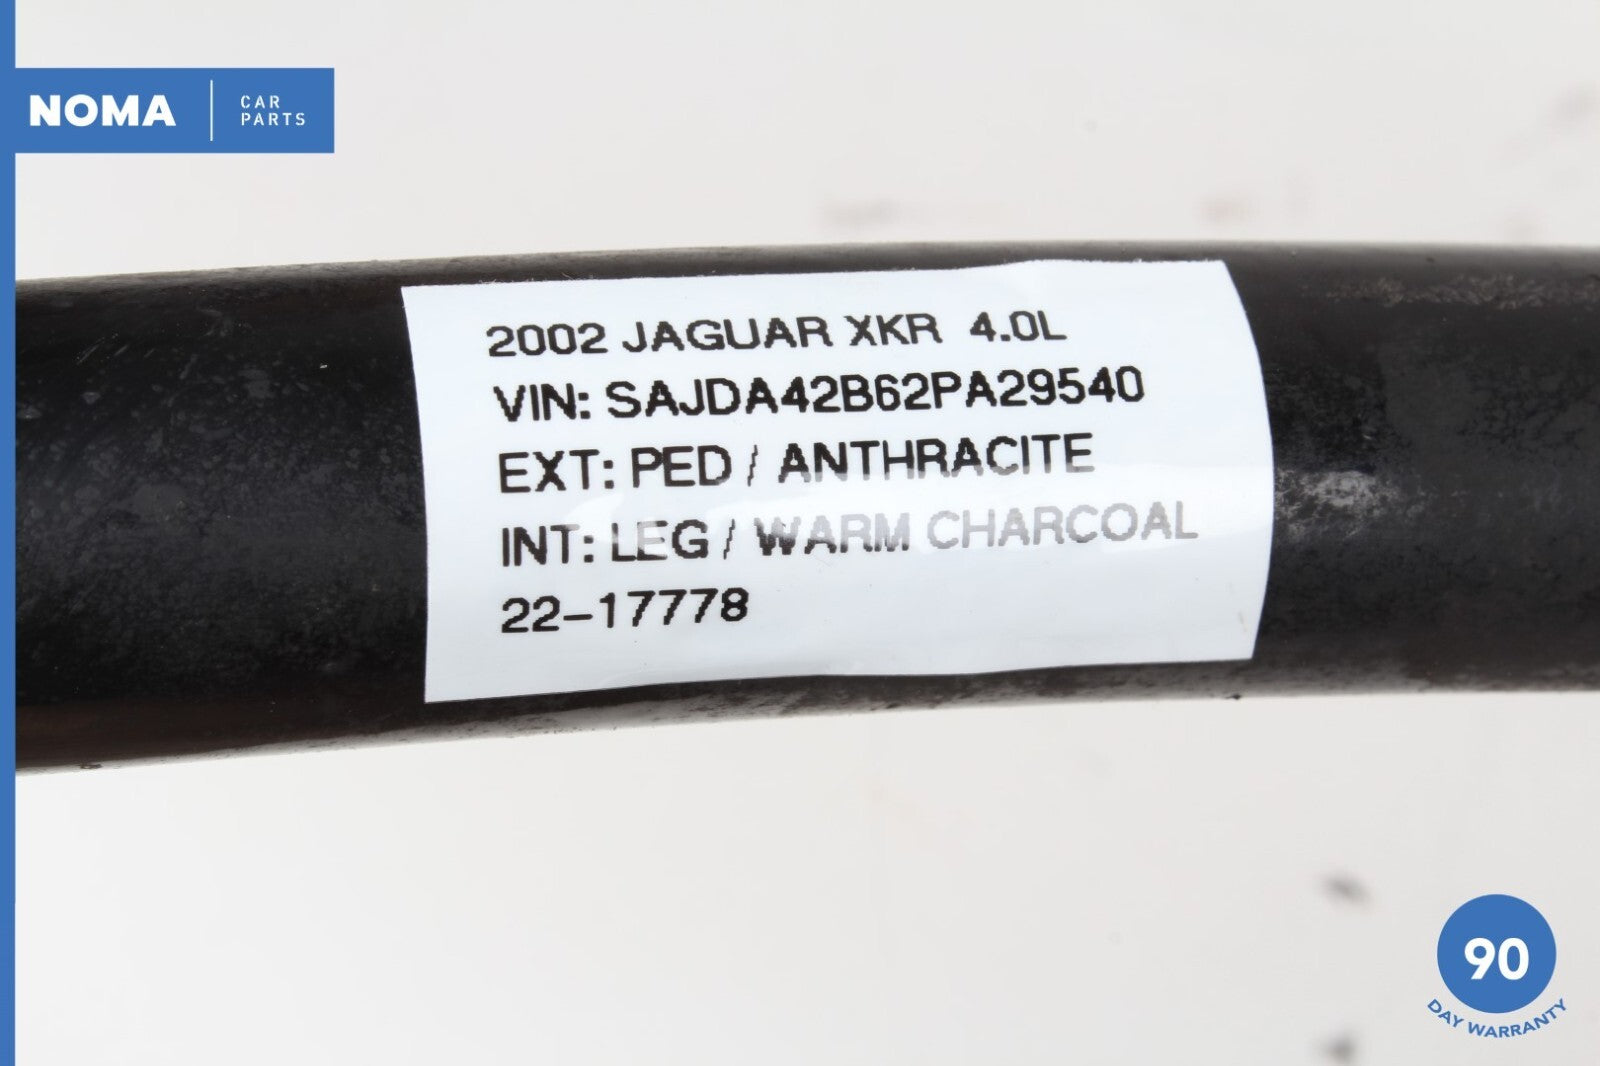 NOMA
CAR
PARTS
2002 JAGUAR XKR 4.0L
VIN: SAJDA42B62PA29540
EXT: PED / ANTHRACITE
INT: LEG / WARM CHARCOAL
22-17778
90
DAY WARRANTY